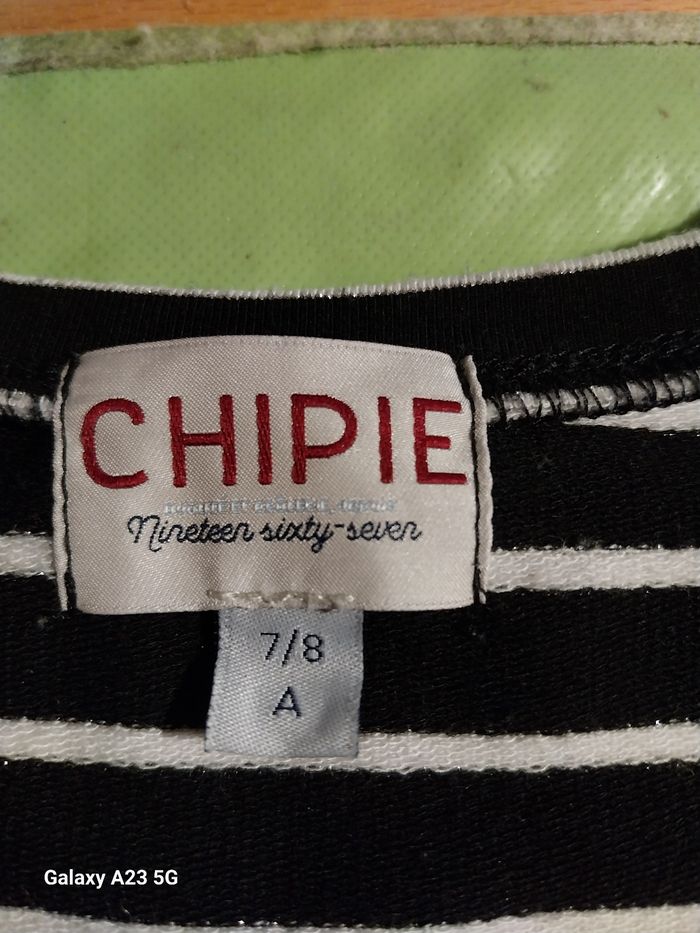 CHIPIE
Nineteen sixty-seven
7/8
A
Galaxy A23 5G